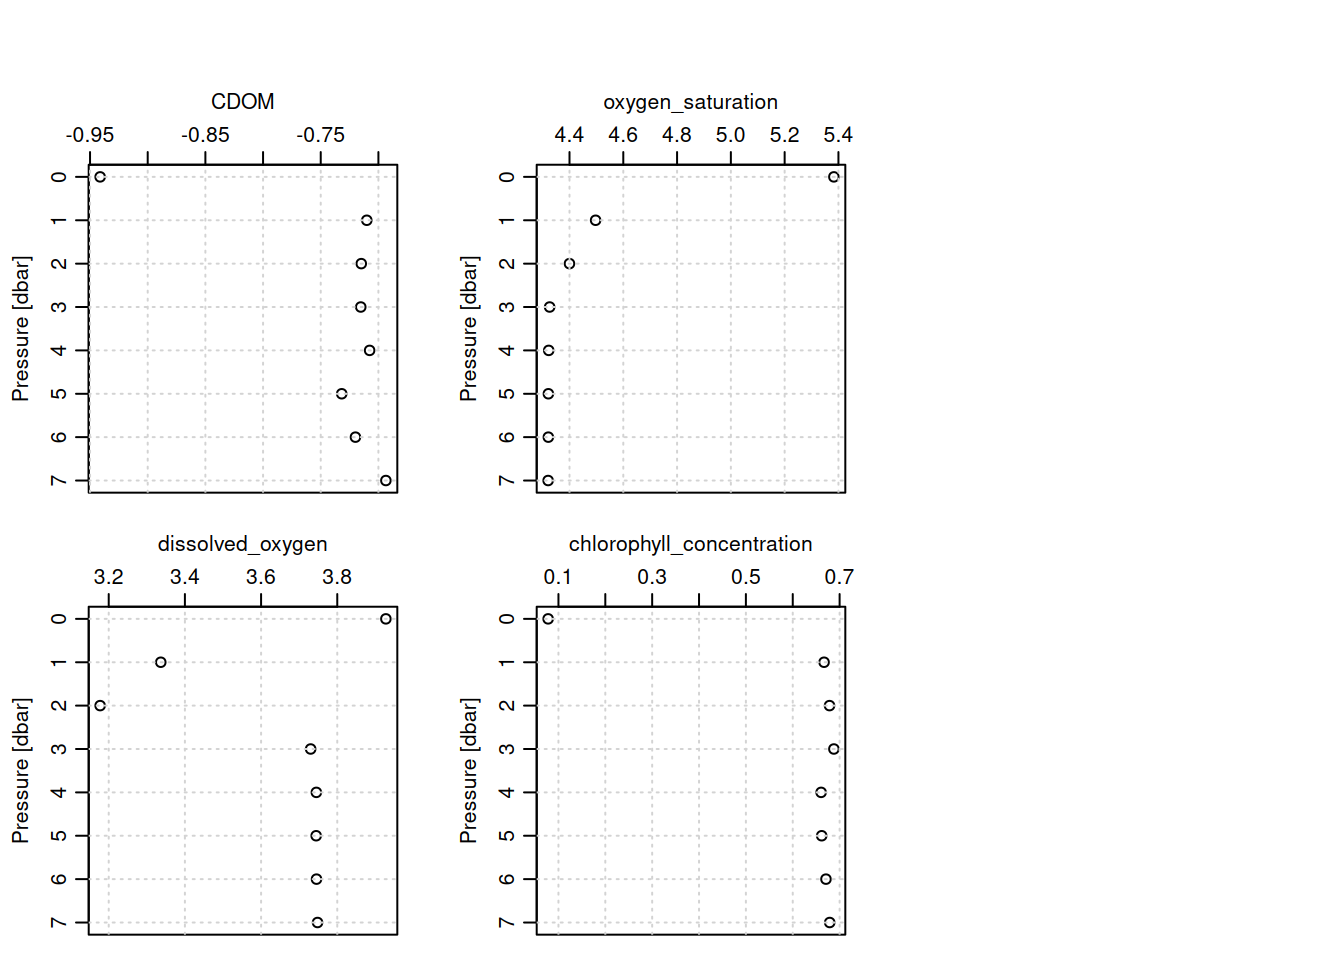 CDOM
-0.95 -0.85 -0.75
Pressure [dbar]
0
1
2
3
4
5
6
7
oxygen_saturation
4.4 4.6 4.8 5.0 5.2 5.4
Pressure [dbar]
0
1
2
3
4
5
6
7
dissolved_oxygen
3.2 3.4 3.6 3.8
Pressure [dbar]
0
1
2
3
4
5
6
7
chlorophyll_concentration
0.1 0.3 0.5 0.7
Pressure [dbar]
0
1
2
3
4
5
6
7